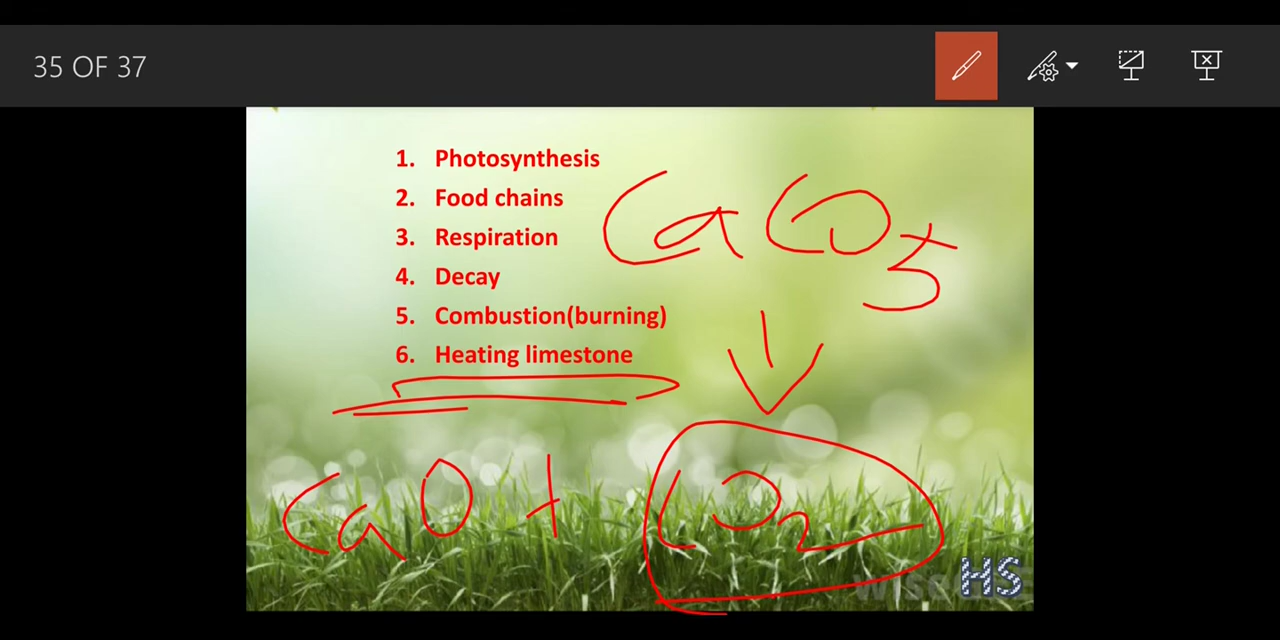 35 OF 37
1. Photosynthesis
2. Food chains
3. Respiration
4. Decay
5. Combustion(burning)
6. Heating limestone
CaCO3
CaO + CO2
HS